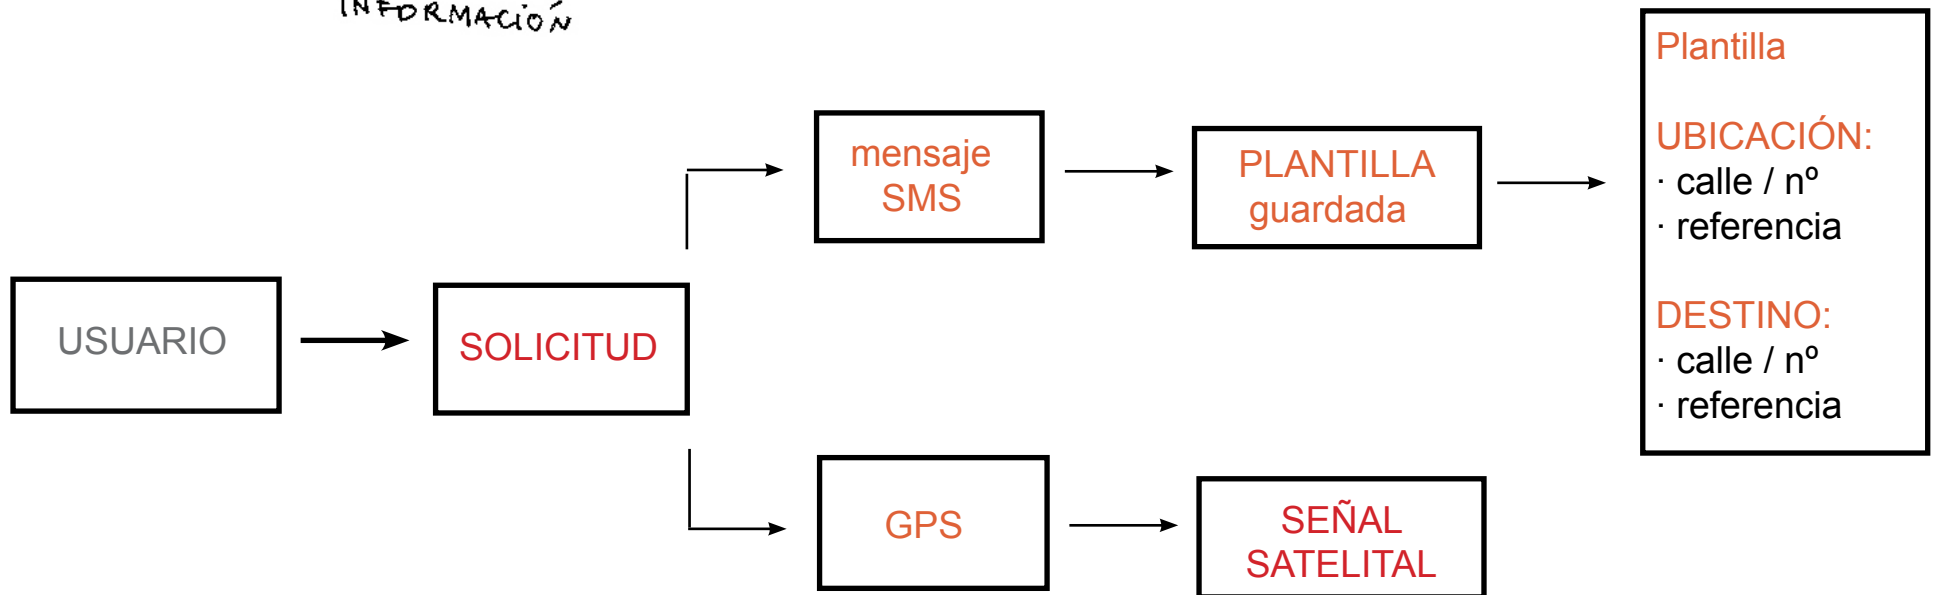 INFORMACIÓN
USUARIO
SOLICITUD
mensaje
SMS
PLANTILLA
guardada
Plantilla
UBICACIÓN:
· calle / nº
· referencia
DESTINO:
· calle / nº
· referencia
GPS
SEÑAL
SATELITAL